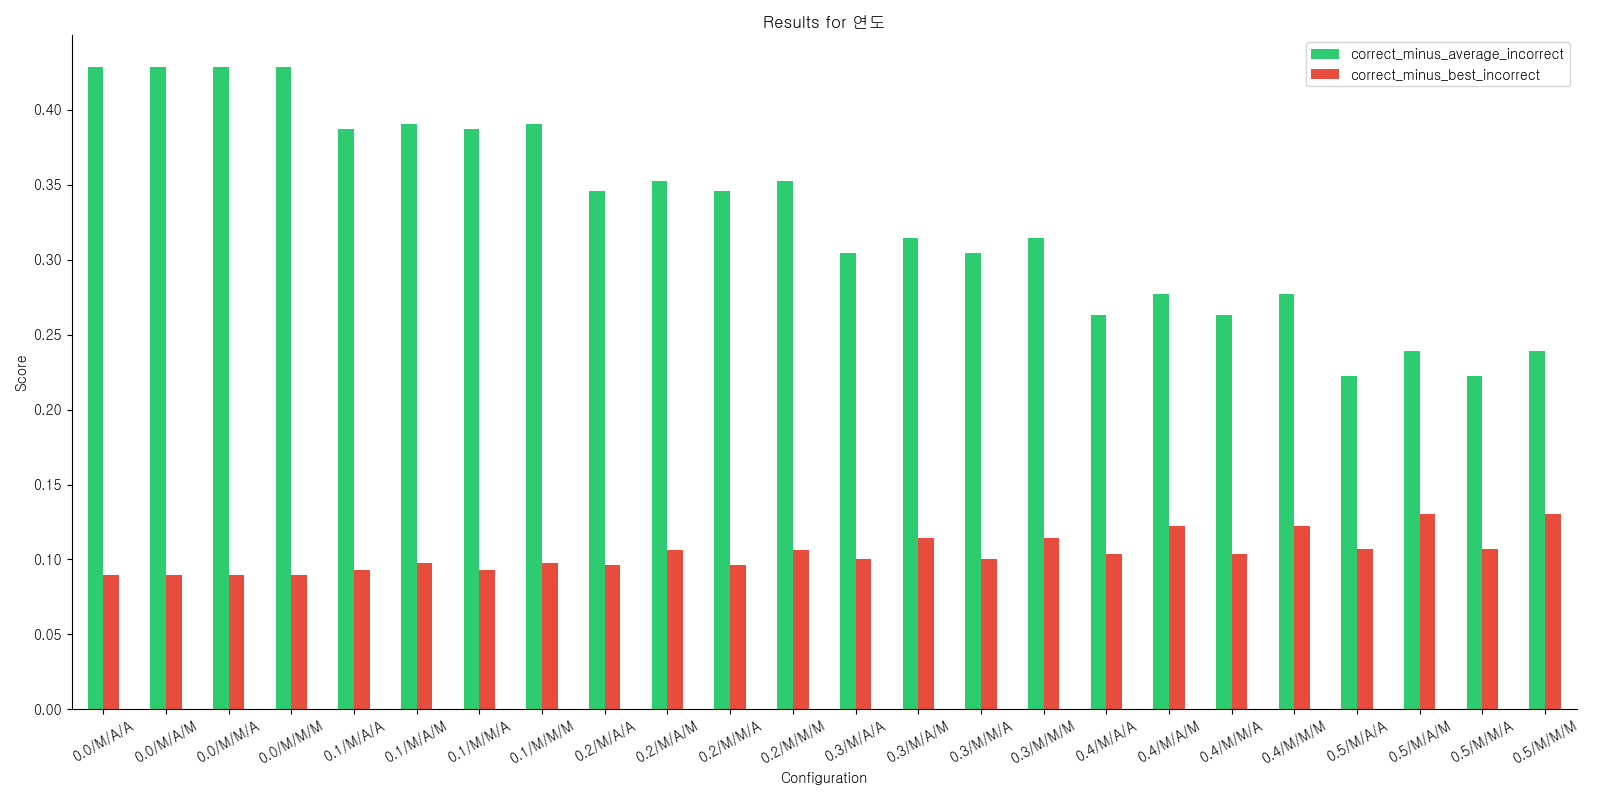 Results for 연도
correct_minus_average_incorrect
correct_minus_best_incorrect
0.40
0.35
0.30
0.25
0.20
0.15
0.10
0.05
0.00
Score
0.0/M/A/A
0.0/M/A/M
0.0/M/M/A
0.0/M/M/M
0.1/M/A/A
0.1/M/A/M
0.1/M/M/A
0.1/M/M/M
0.2/M/A/A
0.2/M/A/M
0.2/M/M/A
0.2/M/M/M
0.3/M/A/A
0.3/M/A/M
0.3/M/M/A
0.3/M/M/M
0.4/M/A/A
0.4/M/A/M
0.4/M/M/A
0.4/M/M/M
0.5/M/A/A
0.5/M/A/M
0.5/M/M/A
0.5/M/M/M
Configuration